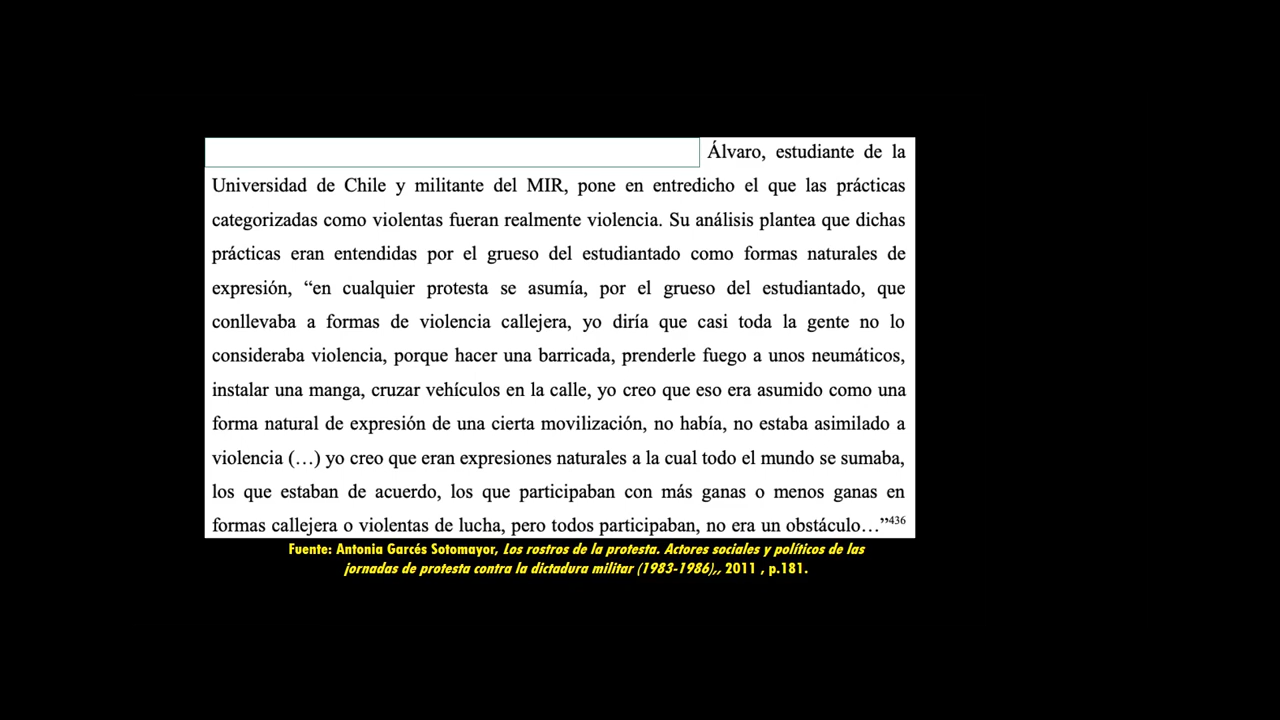 Álvaro, estudiante de la
Universidad de Chile y militante del MIR, pone en entredicho el que las prácticas
categorizadas como violentas fueran realmente violencia. Su análisis plantea que dichas
prácticas eran entendidas por el grueso del estudiantado como formas naturales de
expresión, “en cualquier protesta se asumía, por el grueso del estudiantado, que
conllevaba a formas de violencia callejera, yo diría que casi toda la gente no lo
consideraba violencia, porque hacer una barricada, prenderle fuego a unos neumáticos,
instalar una manga, cruzar vehículos en la calle, yo creo que eso era asumido como una
forma natural de expresión de una cierta movilización, no había, no estaba asimilado a
violencia (…) yo creo que eran expresiones naturales a la cual todo el mundo se sumaba,
los que estaban de acuerdo, los que participaban con más ganas o menos ganas en
formas callejera o violentas de lucha, pero todos participaban, no era un obstáculo…”436
Fuente: Antonia Garcés Sotomayor, Los rostros de la protesta. Actores sociales y políticos de las
jornadas de protesta contra la dictadura militar (1983-1986),, 2011 , p.181.